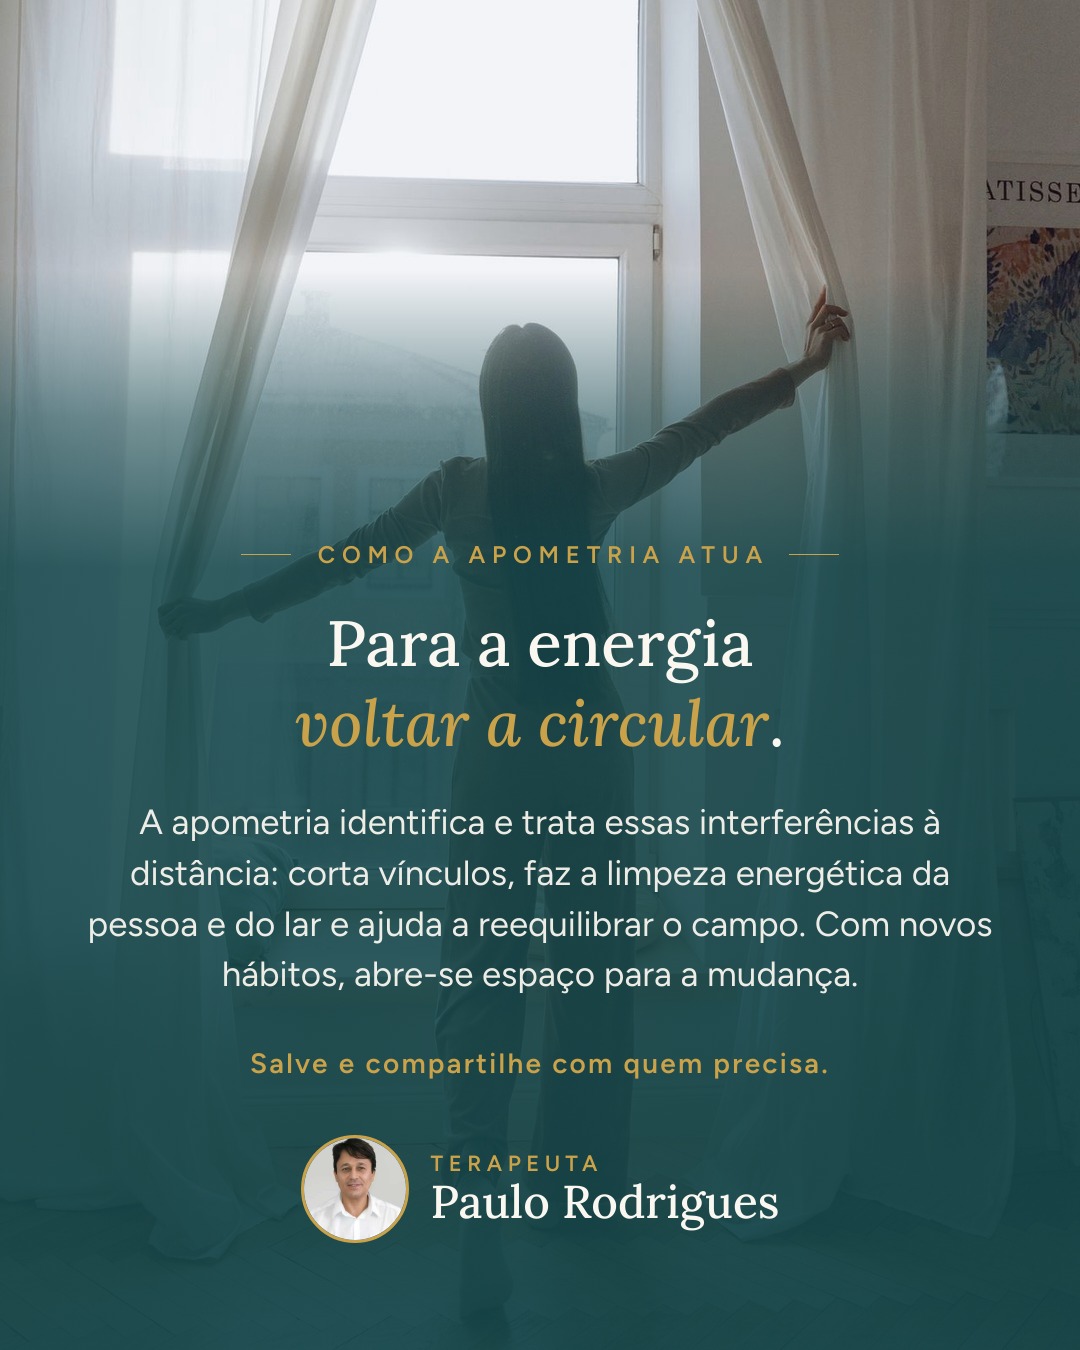 ATISSE
COMO A APOMETRIA ATUA
Para a energia
voltar a circular.
A apometria identifica e trata essas interferências à
distância: corta vínculos, faz a limpeza energética da
pessoa e do lar e ajuda a reequilibrar o campo. Com novos
hábitos, abre-se espaço para a mudança.
Salve e compartilhe com quem precisa.
TERAPEUTA
Paulo Rodrigues